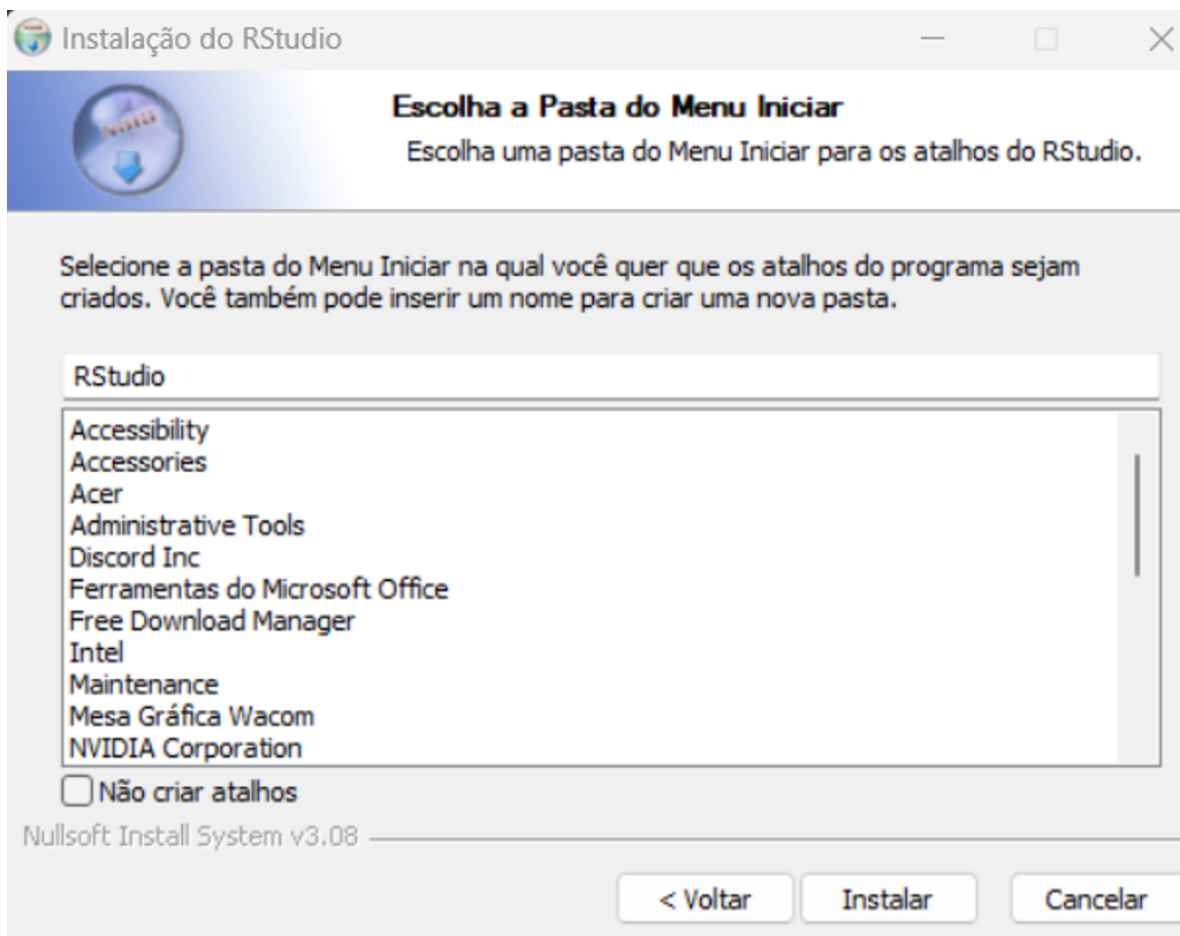 Instalação do RStudio
Escolha a Pasta do Menu Iniciar
Escolha uma pasta do Menu Iniciar para os atalhos do RStudio.
Selecione a pasta do Menu Iniciar na qual você quer que os atalhos do programa sejam
criados. Você também pode inserir um nome para criar uma nova pasta.
RStudio
Accessibility
Accessories
Acer
Administrative Tools
Discord Inc
Ferramentas do Microsoft Office
Free Download Manager
Intel
Maintenance
Mesa Gráfica Wacom
NVIDIA Corporation
Não criar atalhos
Nullsoft Install System v3.08
< Voltar
Instalar
Cancelar